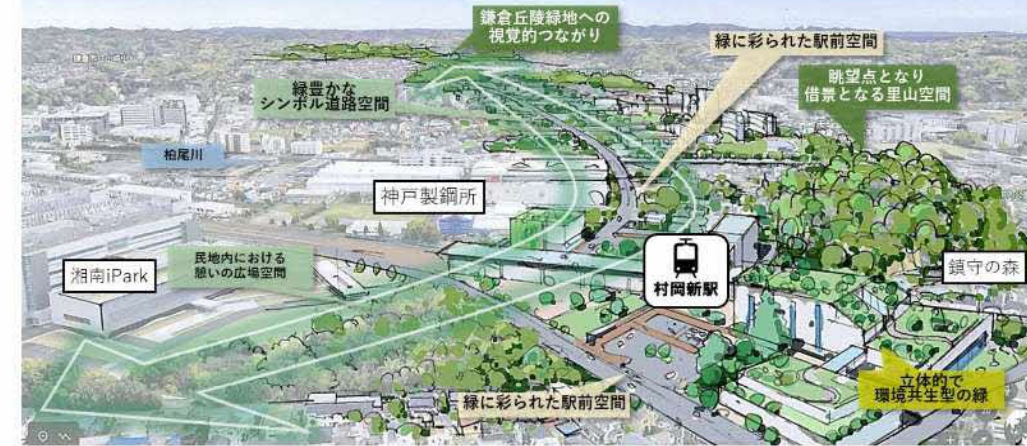 鎌倉丘陵緑地への
視覚的つながり
緑に彩られた駅前空間
眺望点となり
借景となる里山空間
緑豊かな
シンボル道路空間
柏尾川
神戸製鋼所
湘南iPark
民地内における
憩いの広場空間
村岡新駅
鎮守の森
立体的で
環境共生型の緑
緑に彩られた駅前空間